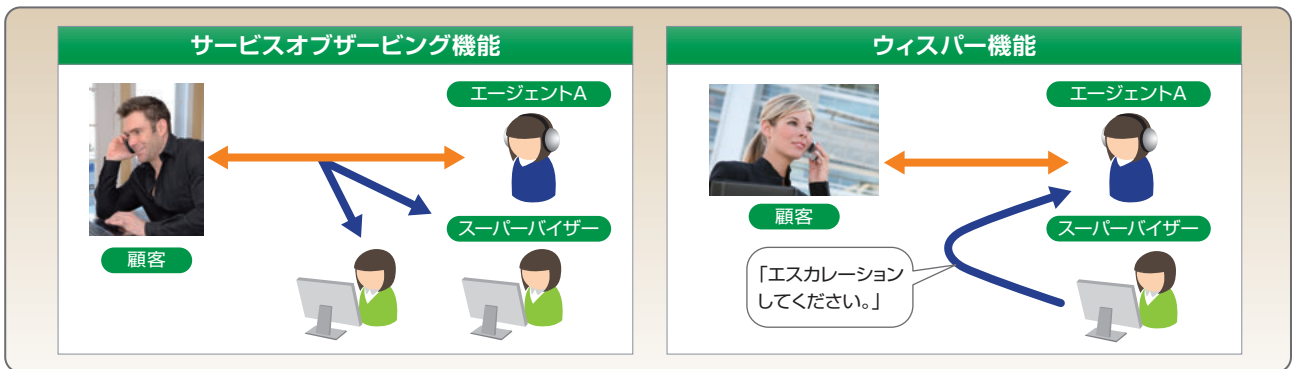 サービスオブザービング機能
エージェントA
スーパーバイザー
顧客
ウィスパー機能
エージェントA
顧客
スーパーバイザー
「エスカレーション
してください。」